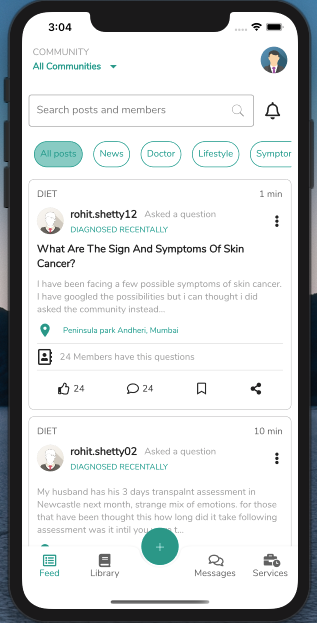 3:04
COMMUNITY
All Communities
Search posts and members
All posts
News
Doctor
Lifestyle
Symptor
DIET
1 min
rohit.shetty12 Asked a question
DIAGNOSED RECENTALLY
What Are The Sign And Symptoms Of Skin
Cancer?
I have been facing a few possible symptoms of skin cancer.
I have googled the possibilities but i can thought i did
asked the community instead...
Peninsula park Andheri, Mumbai
24 Members have this questions
24
24
DIET
10 min
rohit.shetty02 Asked a question
DIAGNOSED RECENTALLY
My husband has his 3 days transpalnt assessment in
Newcastle next month, strange mix of emotions. for those
that have been thought this how long did it take following
assessment was it intil you t...
+
Feed
Library
Messages
Services